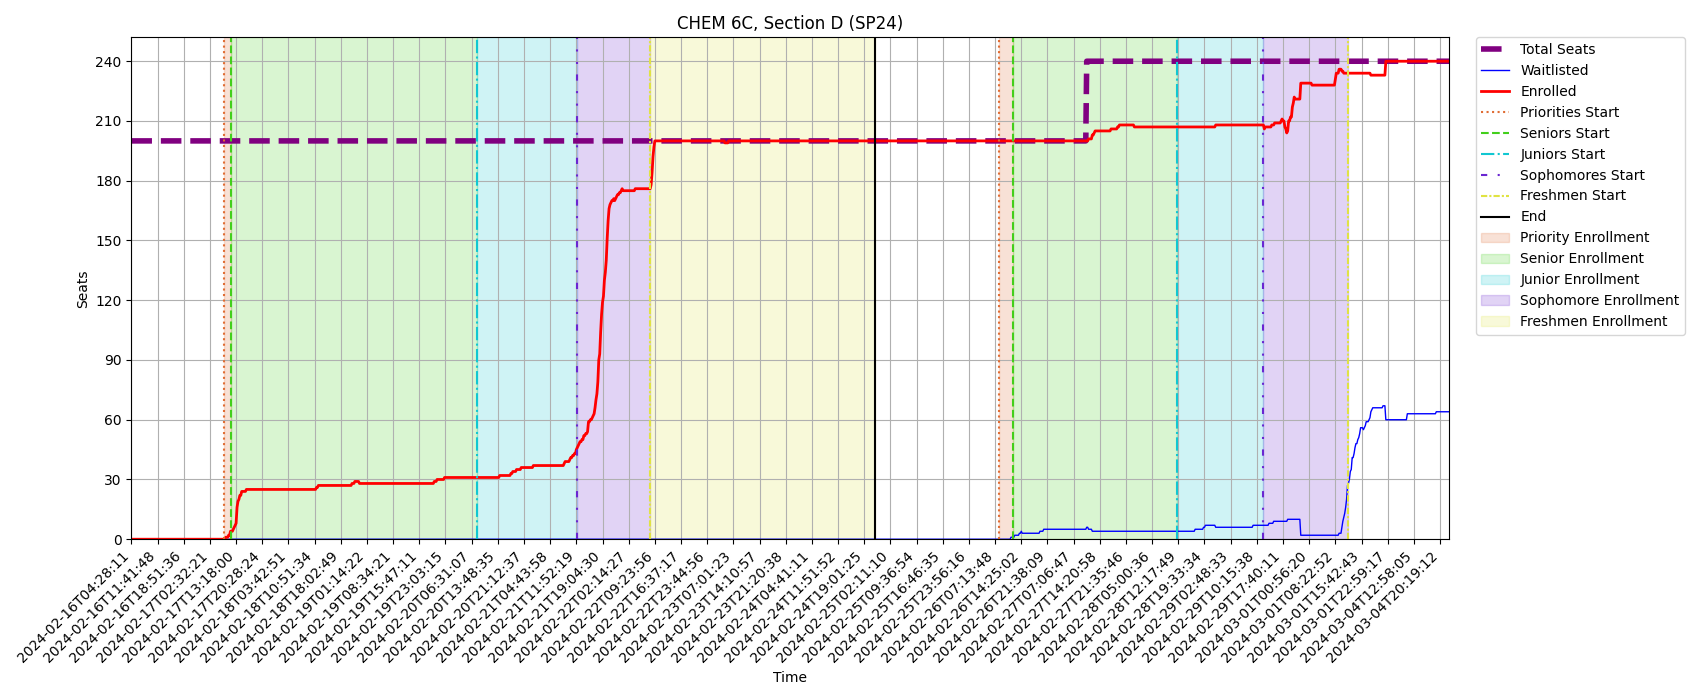 CHEM 6C, Section D (SP24)
Total Seats
Waitlisted
Enrolled
Priorities Start
Seniors Start
Juniors Start
Sophomores Start
Freshmen Start
End
Priority Enrollment
Senior Enrollment
Junior Enrollment
Sophomore Enrollment
Freshmen Enrollment
Seats
240
210
180
150
120
90
60
30
0
2024-02-16T04:28:11
2024-02-16T11:41:48
2024-02-16T18:51:36
2024-02-17T02:32:21
2024-02-17T13:18:00
2024-02-17T20:28:24
2024-02-18T03:42:51
2024-02-18T10:51:34
2024-02-18T18:02:49
2024-02-19T01:14:22
2024-02-19T08:34:21
2024-02-19T15:47:11
2024-02-19T23:03:15
2024-02-20T06:31:07
2024-02-20T13:48:35
2024-02-20T21:12:37
2024-02-21T04:43:58
2024-02-21T11:52:19
2024-02-21T19:04:30
2024-02-22T02:14:27
2024-02-22T09:23:56
2024-02-22T16:37:17
2024-02-22T23:44:56
2024-02-23T07:01:23
2024-02-23T14:10:57
2024-02-23T21:20:38
2024-02-24T04:41:11
2024-02-24T11:51:52
2024-02-24T19:01:25
2024-02-25T02:11:10
2024-02-25T09:36:54
2024-02-25T16:46:35
2024-02-25T23:56:16
2024-02-26T07:13:48
2024-02-26T14:25:02
2024-02-26T21:38:09
2024-02-27T07:06:47
2024-02-27T14:20:58
2024-02-27T21:35:46
2024-02-28T05:00:36
2024-02-28T12:17:49
2024-02-28T19:33:34
2024-02-29T02:48:33
2024-02-29T10:15:38
2024-02-29T17:40:11
2024-03-01T00:56:20
2024-03-01T08:22:52
2024-03-01T15:42:43
2024-03-01T22:59:17
2024-03-04T12:58:05
2024-03-04T20:19:12
Time